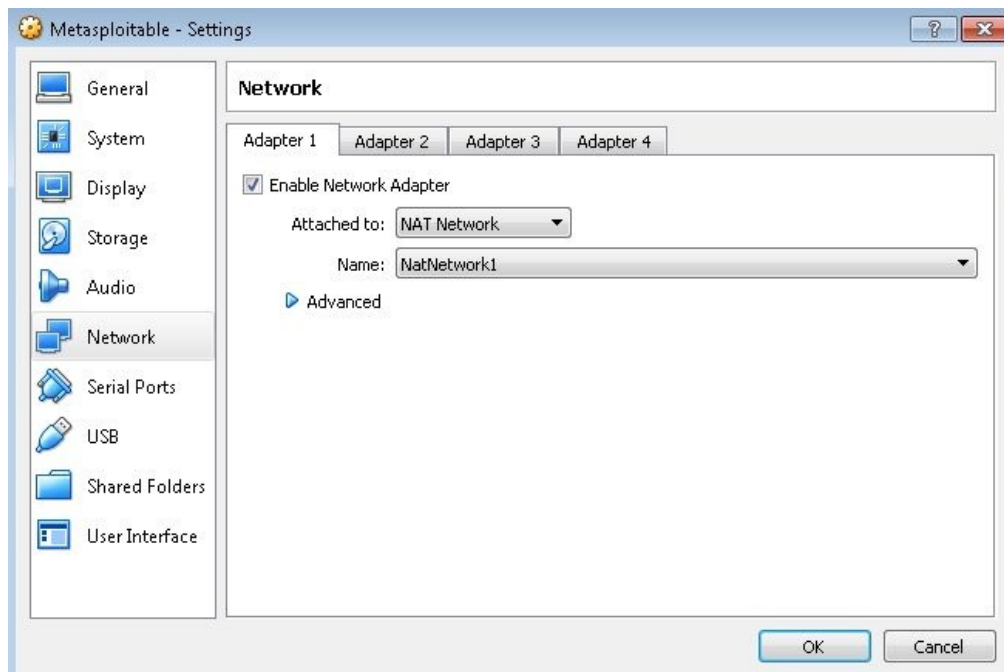 Metasploitable - Settings
General
System
Display
Storage
Audio
Network
Serial Ports
USB
Shared Folders
User Interface
Network
Adapter 1 Adapter 2 Adapter 3 Adapter 4
Enable Network Adapter
Attached to: NAT Network
Name: NatNetwork1
Advanced
OK Cancel